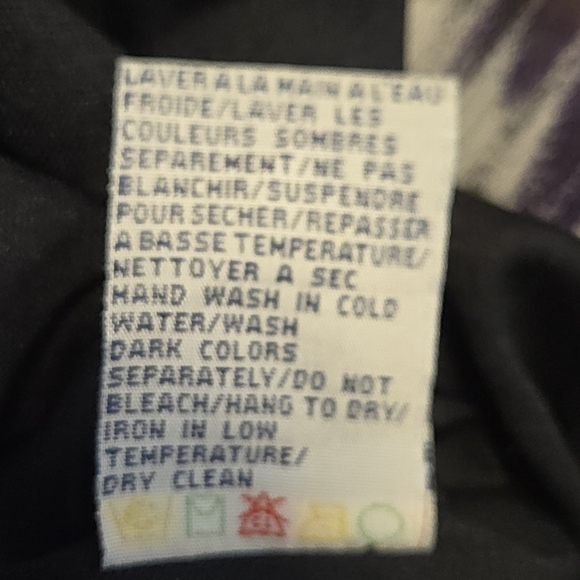 LAVER A LA MAIN A L'EAU
FROIDE/LAVER LES
COULEURS SOMBRES
SEPAREMENT/NE PAS
BLANCHIR/SUSPENDRE
POUR SECHER/REPASSER
A BASSE TEMPERATURE/
NETTOYER A SEC
HAND WASH IN COLD
WATER/WASH
DARK COLORS
SEPARATELY/DO NOT
BLEACH/HANG TO DRY/
IRON IN LOW
TEMPERATURE/
DRY CLEAN